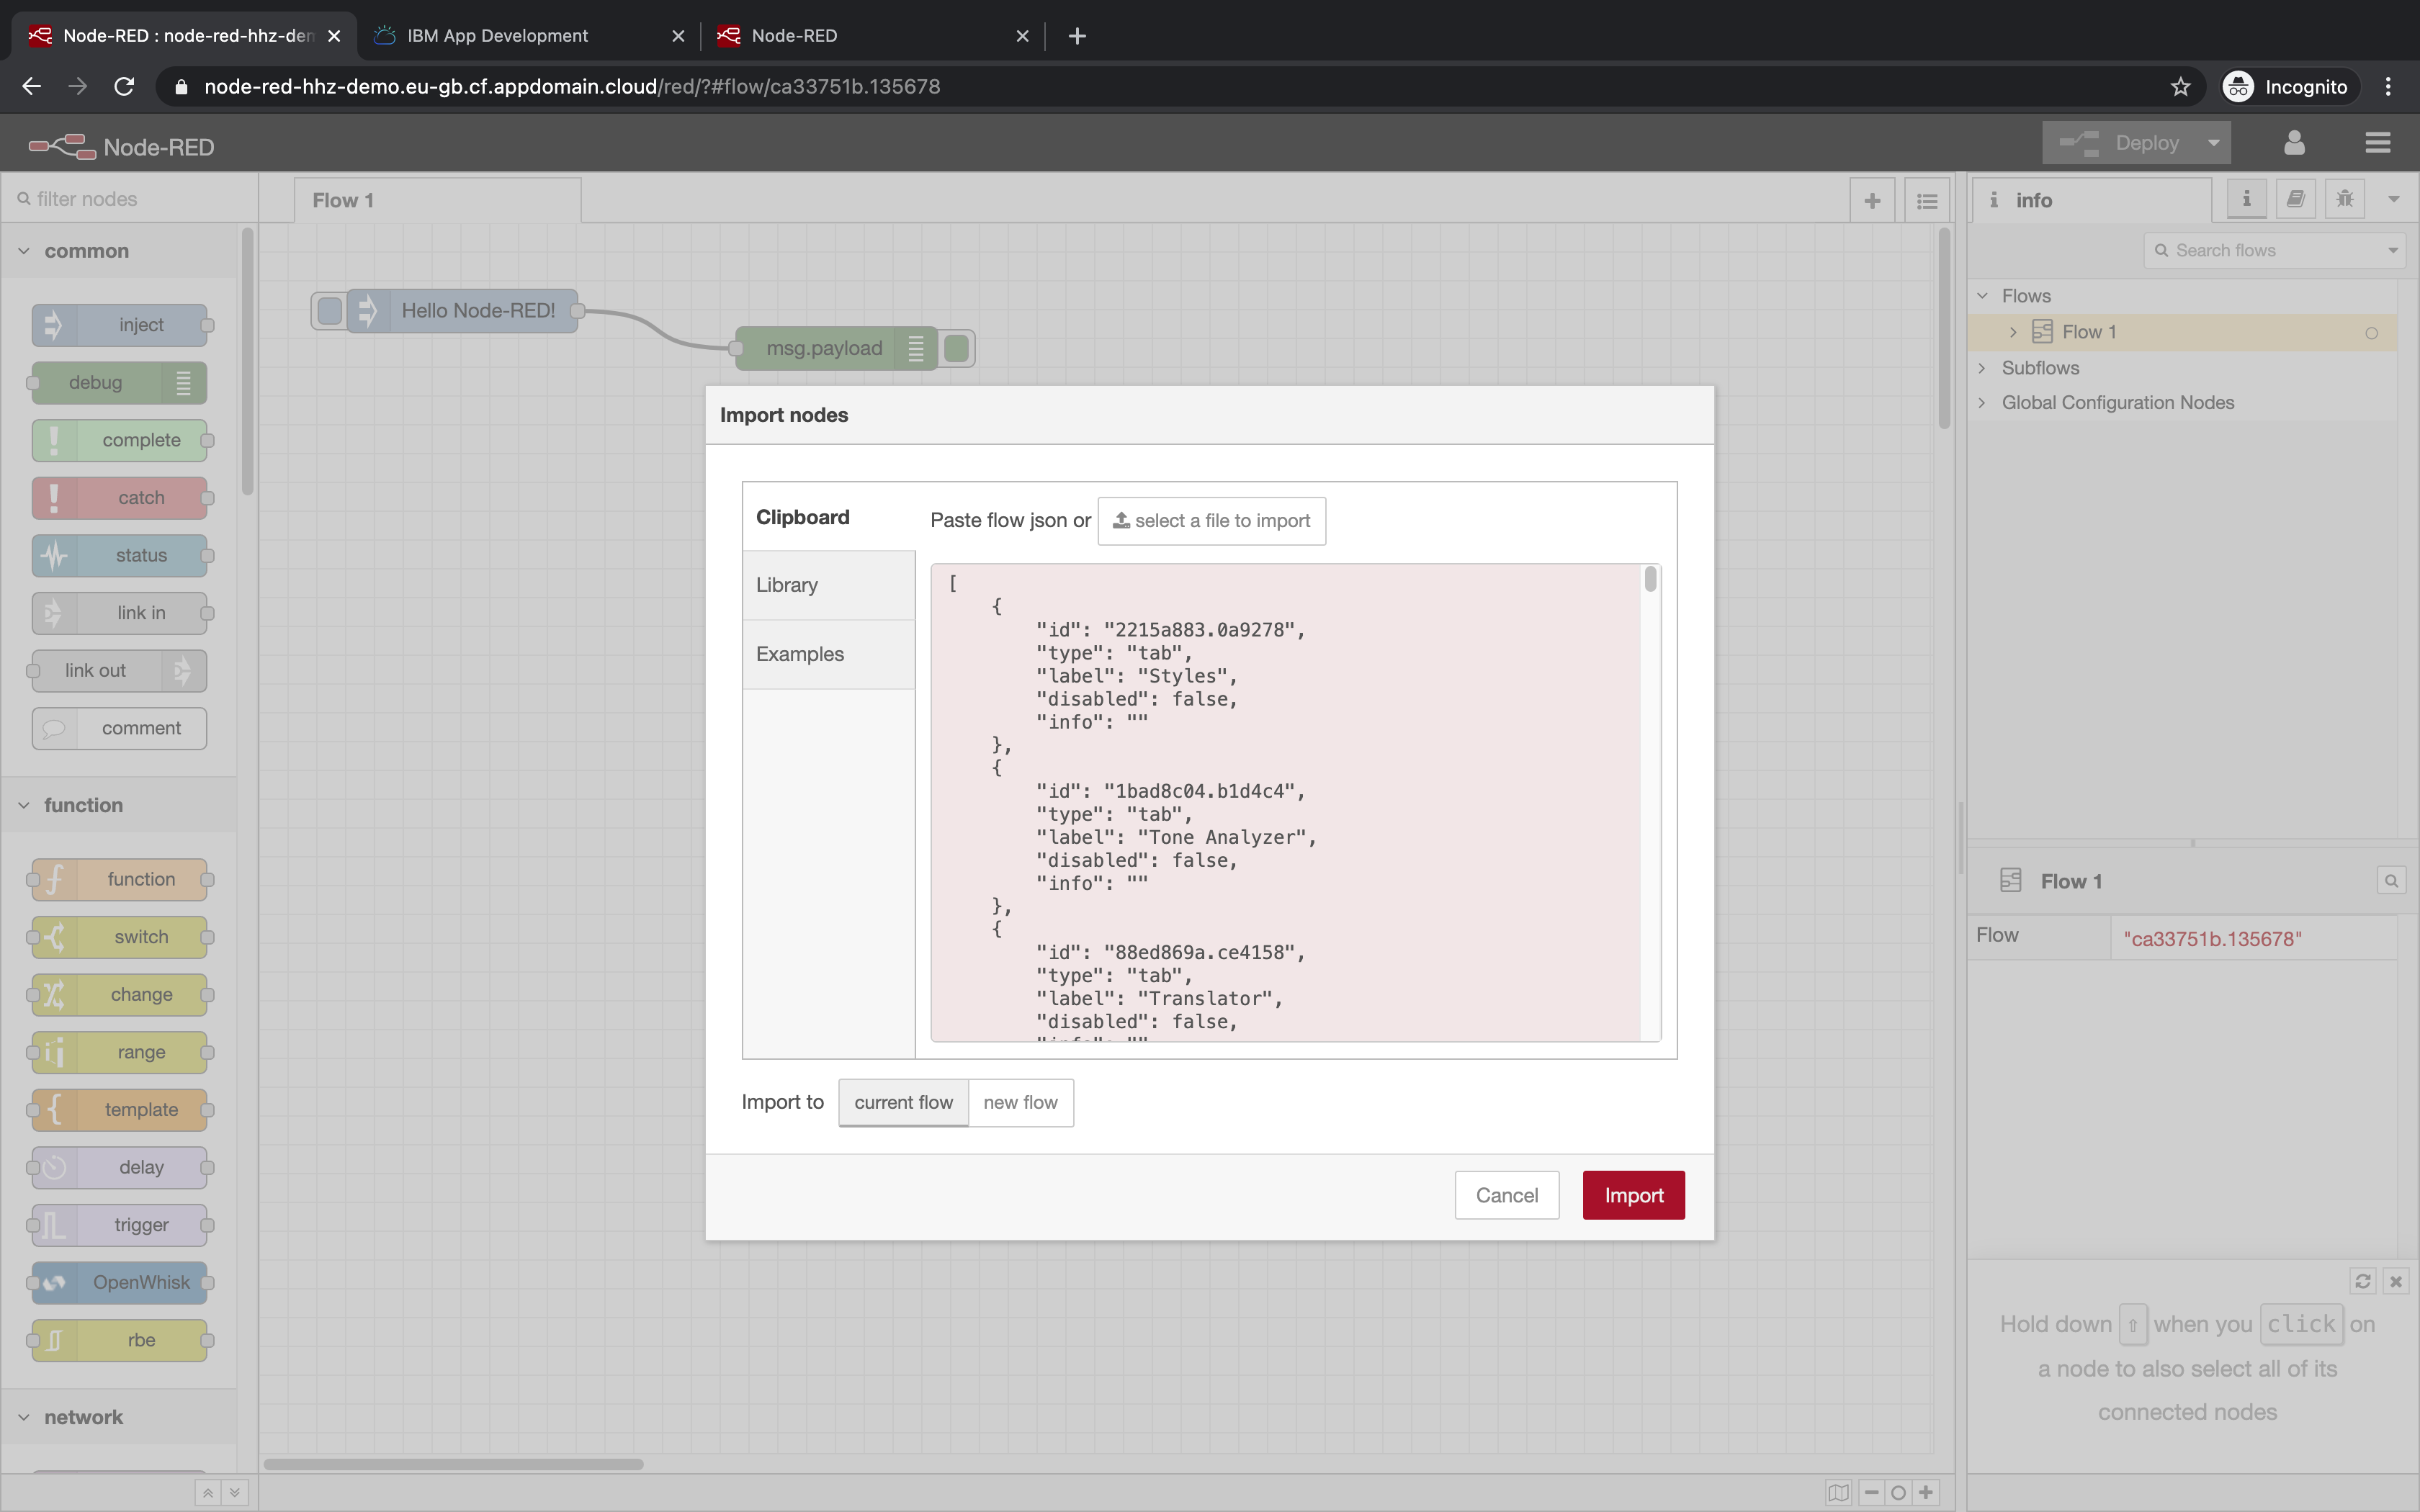 Node-RED : node-red-hhz-dem
IBM App Development
Node-RED
node-red-hhz-demo.eu-gb.cf.appdomain.cloud/red/?#flow/ca33751b.135678
Incognito
Node-RED
Deploy
filter nodes
Flow 1
info
common
Search flows
inject
Hello Node-RED!
msg.payload
Flows
Flow 1
Subflows
Global Configuration Nodes
debug
complete
catch
status
link in
link out
comment
function
function
switch
change
range
template
delay
trigger
OpenWhisk
rbe
network
Import nodes
Clipboard
Library
Examples
Paste flow json or
select a file to import
[
{
"id": "2215a883.0a9278",
"type": "tab",
"label": "Styles",
"disabled": false,
"info": ""
},
{
"id": "1bad8c04.b1d4c4",
"type": "tab",
"label": "Tone Analyzer",
"disabled": false,
"info": ""
},
{
"id": "88ed869a.ce4158",
"type": "tab",
"label": "Translator",
"disabled": false,
"info": ""
Import to
current flow
new flow
Cancel
Import
Flow 1
Flow
"ca33751b.135678"
Hold down ⇧ when you click on
a node to also select all of its
connected nodes